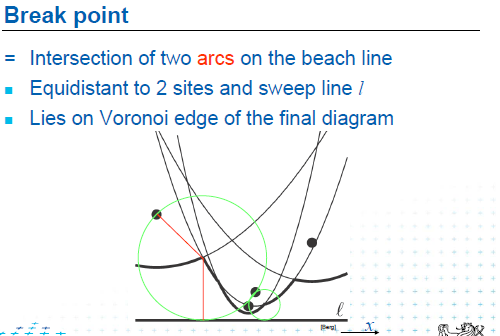 Break point
= Intersection of two arcs on the beach line
Equidistant to 2 sites and sweep line l
Lies on Voronoi edge of the final diagram
ℓ
[Berg]
x